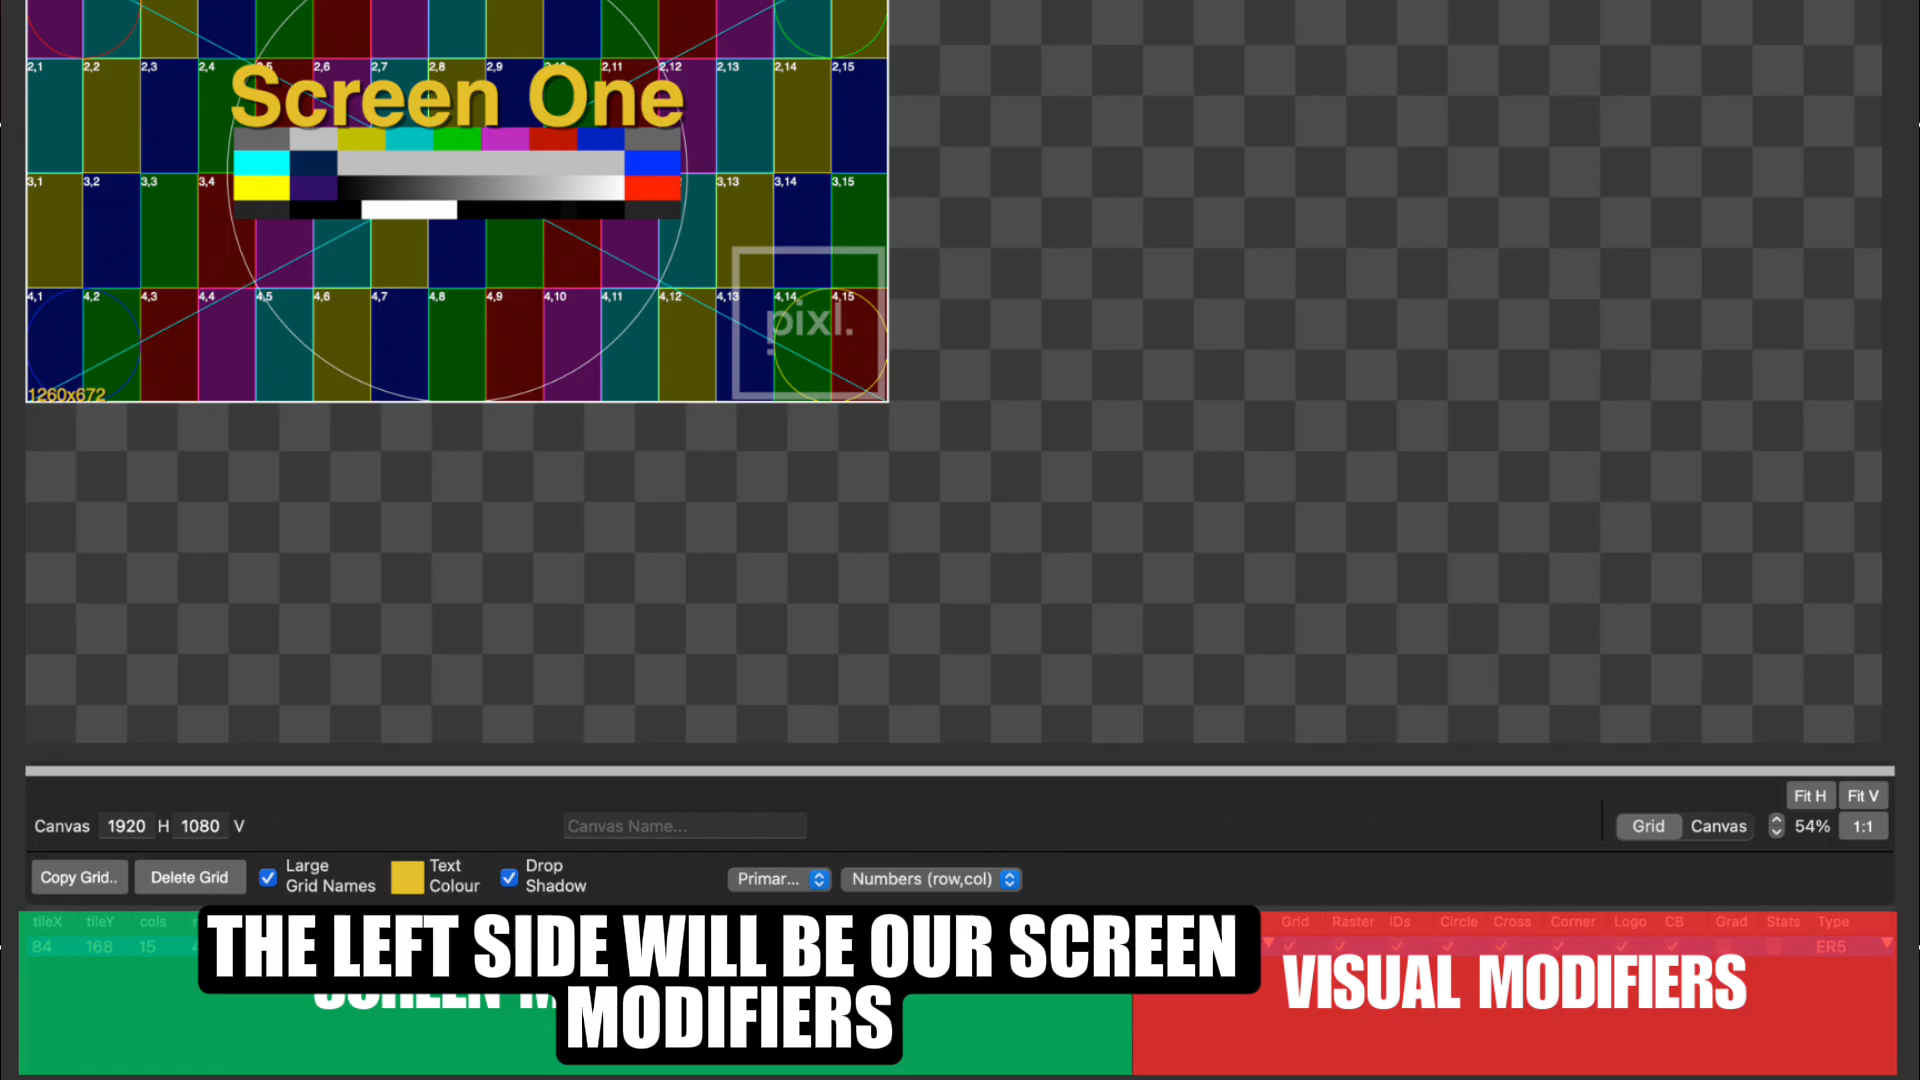 2,1 2,2 2,3 2,4 2,5 2,6 2,7 2,8 2,9 2,11 2,12 2,13 2,14 2,15
Screen One
3,1 3,2 3,3 3,4 3,13 3,14 3,15
4,1 4,2 4,3 4,4 4,5 4,6 4,7 4,8 4,9 4,10 4,11 4,12 4,13 4,14 4,15
pixl.
1260x672
Fit H Fit V
Canvas 1920 H 1080 V Canvas Name... Grid Canvas 54% 1:1
Copy Grid.. Delete Grid Large Grid Names Text Colour Drop Shadow Primar... Numbers (row,col)
tileX tileY cols Grid Raster IDs Circle Cross Corner Logo CB Grad Stats Type
84 168 15 ER5
THE LEFT SIDE WILL BE OUR SCREEN
MODIFIERS
VISUAL MODIFIERS